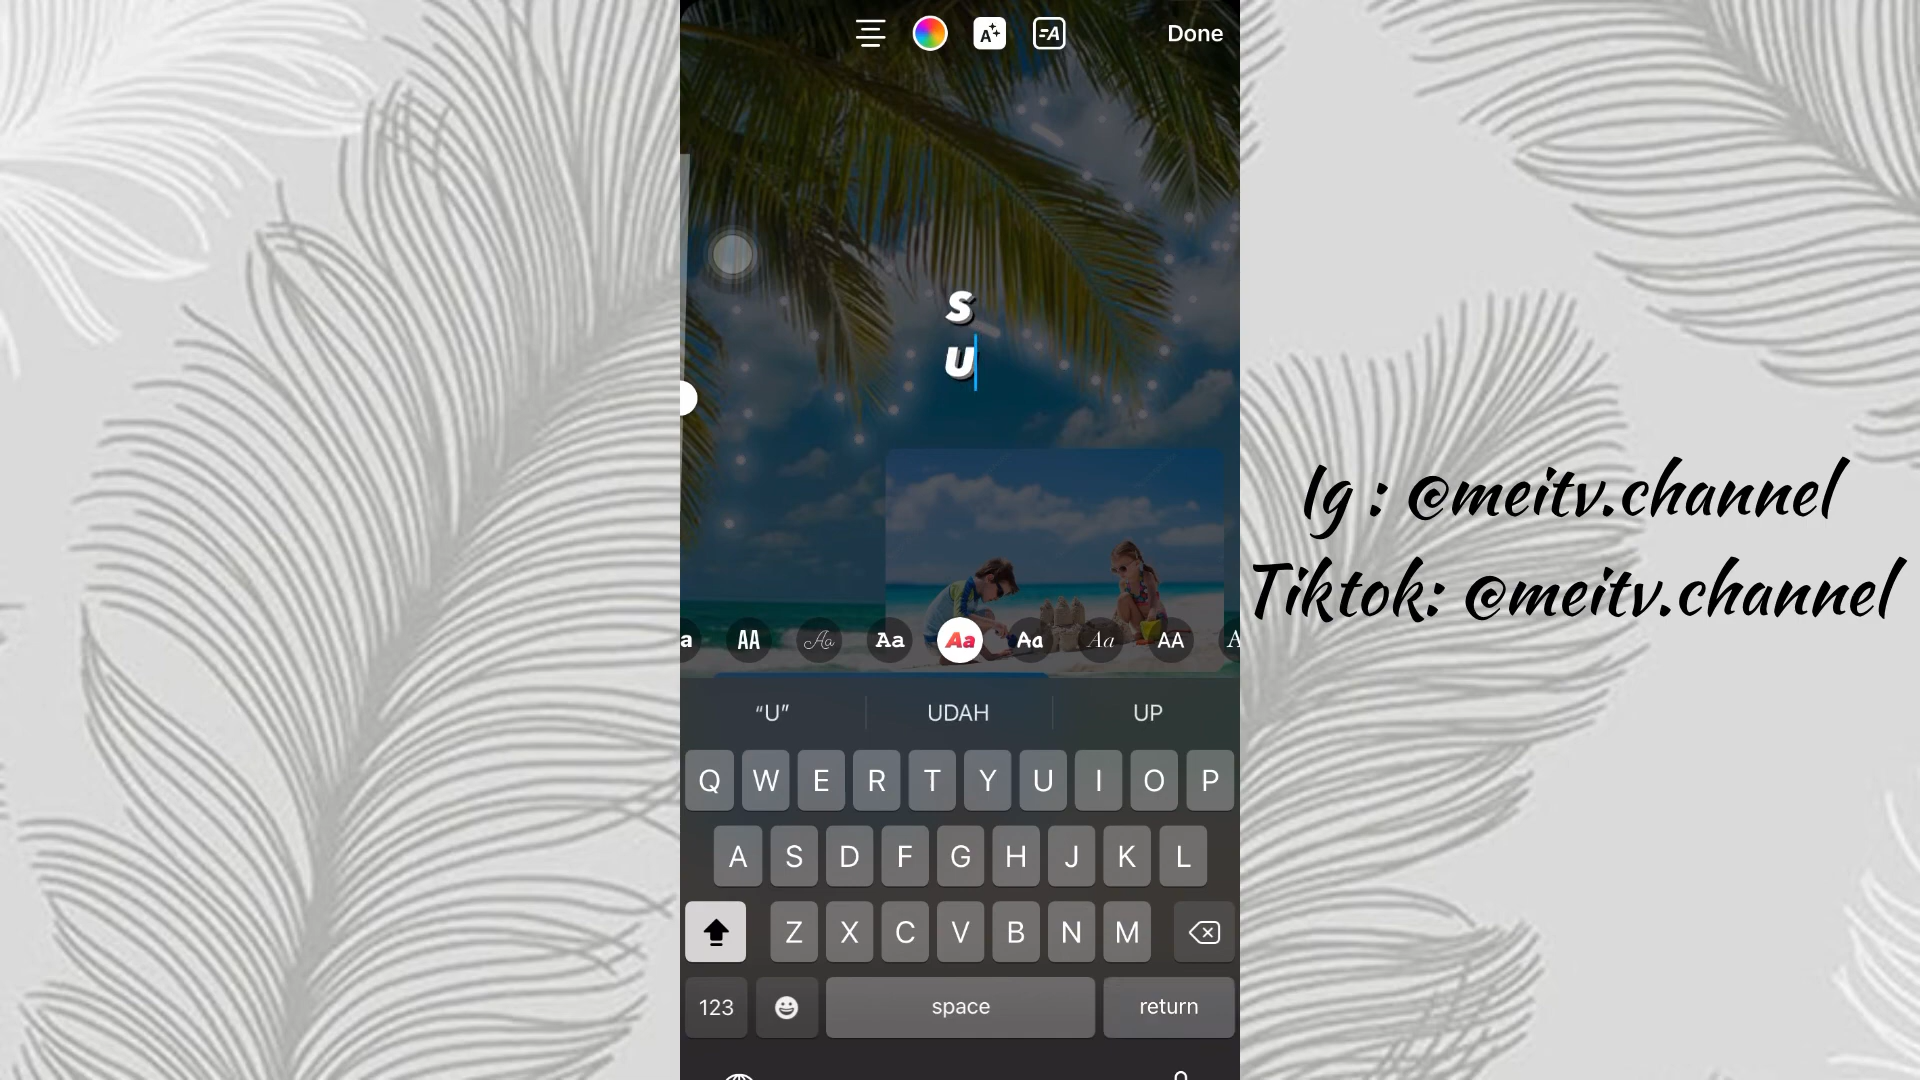 Done
S
U
a AA Aa Aa Aa Aa Aa AA A
“U” UDAH UP
Q W E R T Y U I O P
A S D F G H J K L
Z X C V B N M
123 space return
Ig : @meitv.channel
Tiktok: @meitv.channel